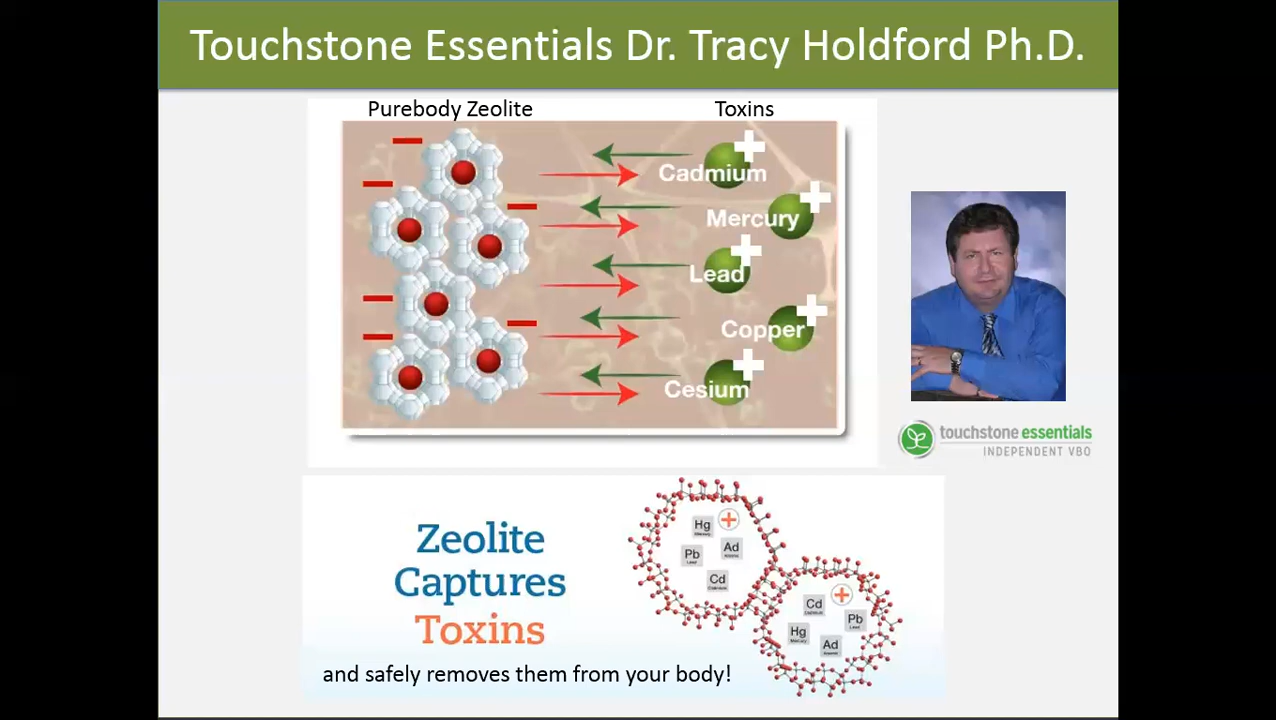 Touchstone Essentials Dr. Tracy Holdford Ph.D.
Purebody Zeolite
Toxins
Cadmium
Mercury
Lead
Copper
Cesium
touchstone essentials
INDEPENDENT VBO
Zeolite
Captures
Toxins
and safely removes them from your body!
Hg
Mercury
Ad
Pb
Lead
Cd
Cadmium
Cd
Cadmium
Pb
Lead
Hg
Mercury
Ad